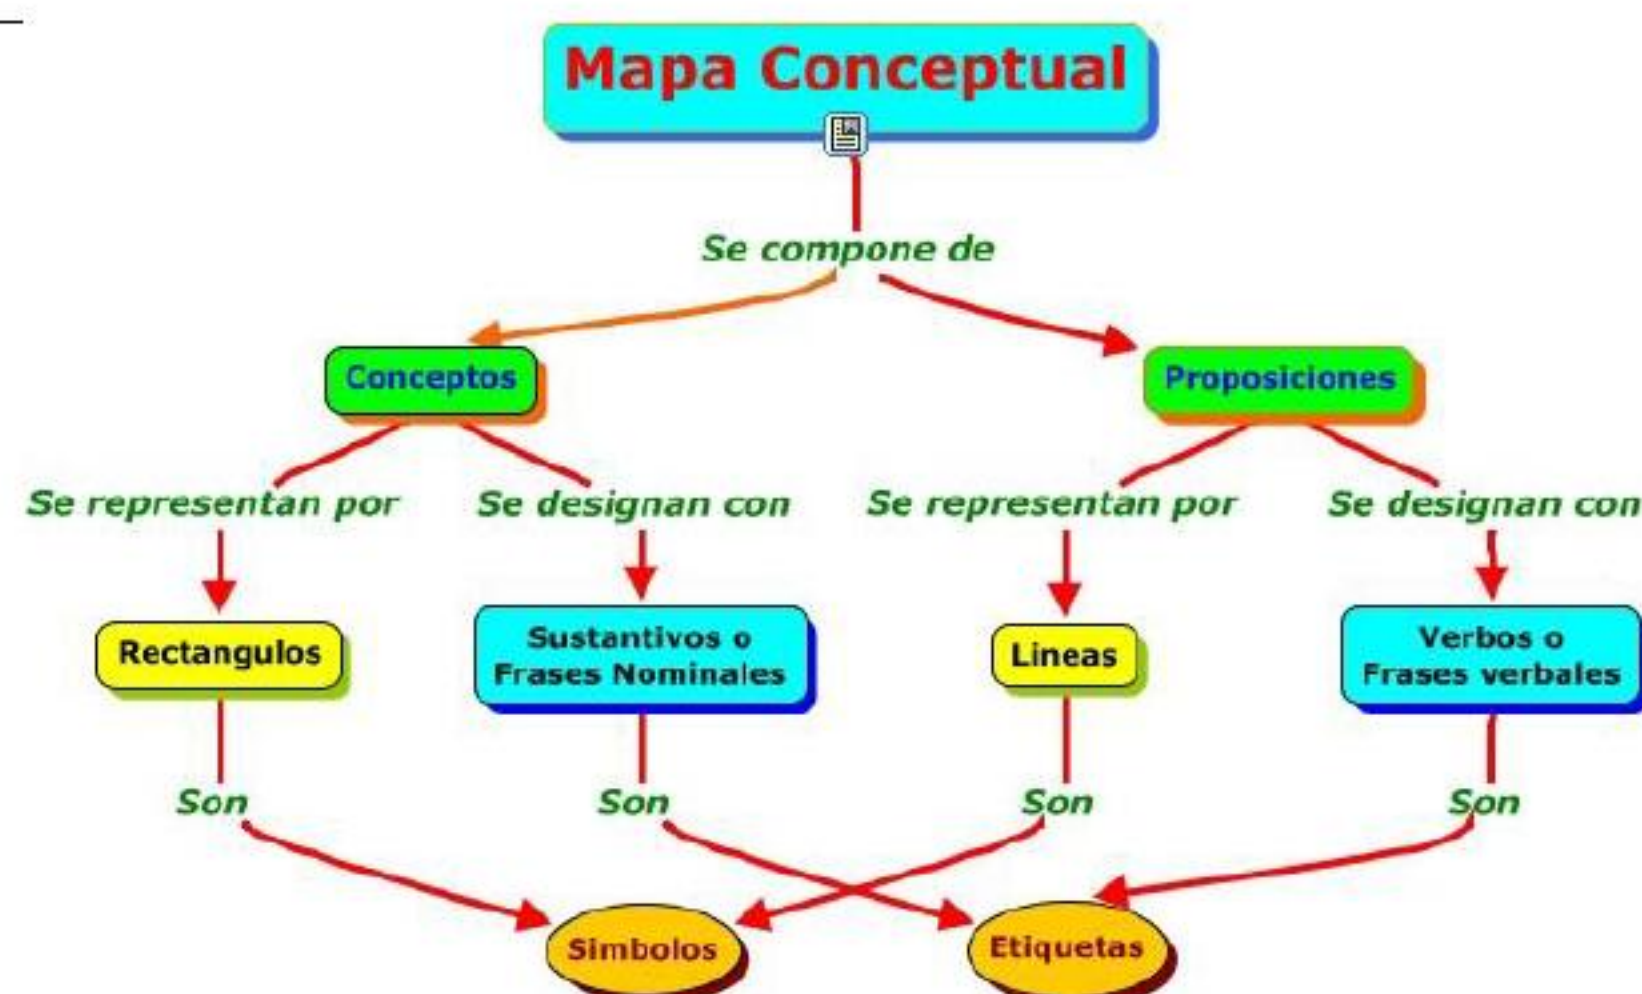 Mapa Conceptual
Se compone de
Conceptos
Proposiciones
Se representan por
Se designan con
Se representan por
Se designan con
Rectangulos
Sustantivos o
Frases Nominales
Lineas
Verbos o
Frases verbales
Son
Son
Son
Son
Simbolos
Etiquetas